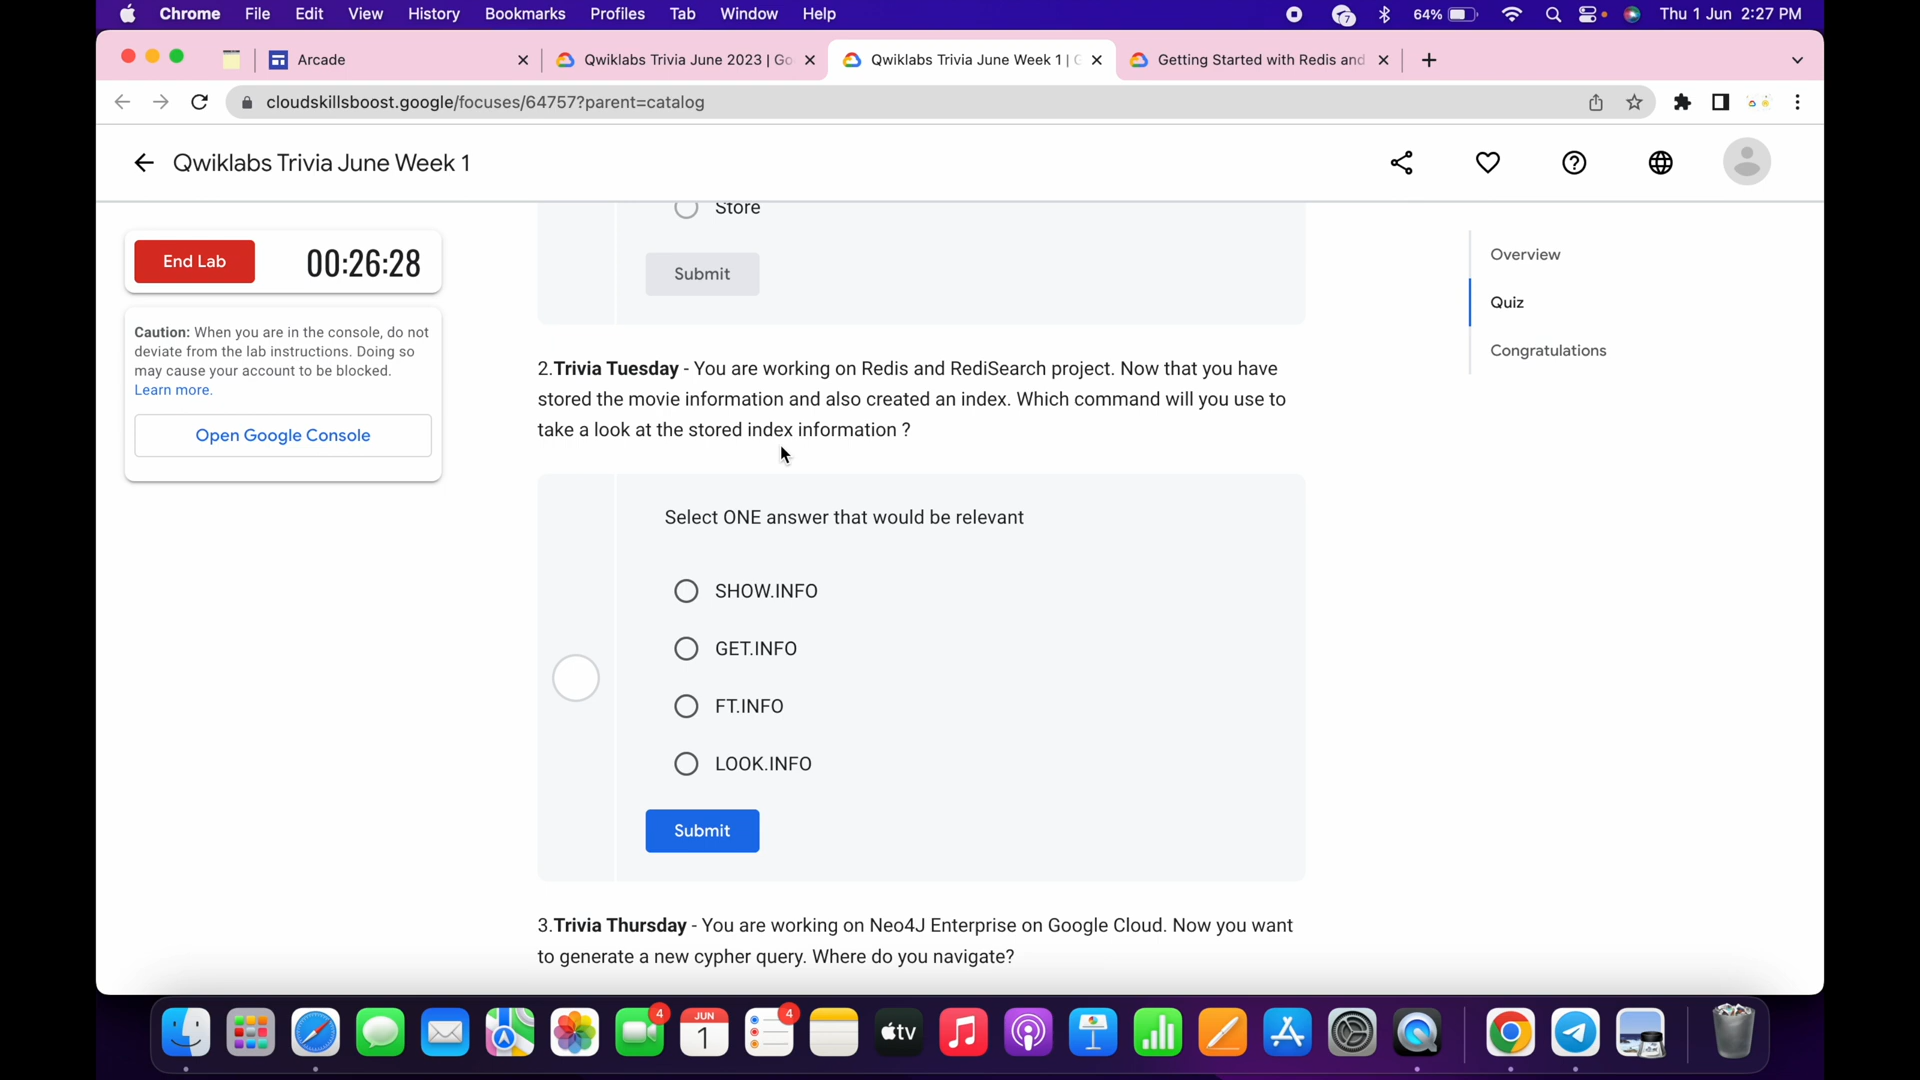 Chrome File Edit View History Bookmarks Profiles Tab Window Help 7 64% Thu 1 Jun 2:27 PM
Arcade Qwiklabs Trivia June 2023 | Go Qwiklabs Trivia June Week 1 | G Getting Started with Redis and
cloudskillsboost.google/focuses/64757?parent=catalog
Qwiklabs Trivia June Week 1
Store
End Lab 00:26:28
Submit
Overview
Quiz
Congratulations
Caution: When you are in the console, do not
deviate from the lab instructions. Doing so
may cause your account to be blocked.
Learn more.
Open Google Console
2.Trivia Tuesday - You are working on Redis and RediSearch project. Now that you have
stored the movie information and also created an index. Which command will you use to
take a look at the stored index information ?
Select ONE answer that would be relevant
SHOW.INFO
GET.INFO
FT.INFO
LOOK.INFO
Submit
3.Trivia Thursday - You are working on Neo4J Enterprise on Google Cloud. Now you want
to generate a new cypher query. Where do you navigate?
4 JUN 1 4 tv